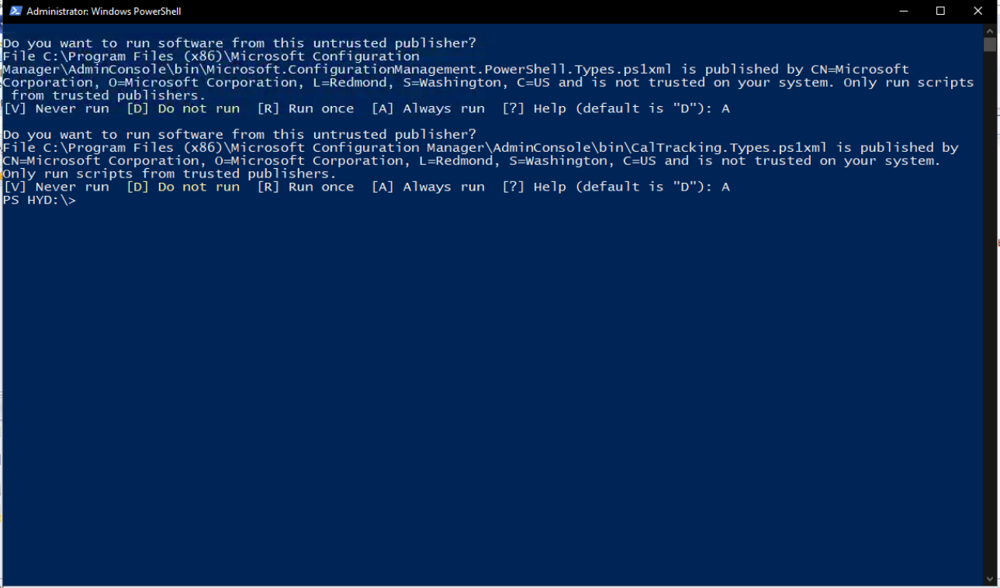 Administrator: Windows PowerShell
Do you want to run software from this untrusted publisher?
File C:\Program Files (x86)\Microsoft Configuration
Manager\AdminConsole\bin\Microsoft.ConfigurationManagement.PowerShell.Types.ps1xml is published by CN=Microsoft
Corporation, O=Microsoft Corporation, L=Redmond, S=Washington, C=US and is not trusted on your system. Only run scripts
from trusted publishers.
[V] Never run  [D] Do not run  [R] Run once  [A] Always run  [?] Help (default is "D"): A
Do you want to run software from this untrusted publisher?
File C:\Program Files (x86)\Microsoft Configuration Manager\AdminConsole\bin\CalTracking.Types.ps1xml is published by
CN=Microsoft Corporation, O=Microsoft Corporation, L=Redmond, S=Washington, C=US and is not trusted on your system.
Only run scripts from trusted publishers.
[V] Never run  [D] Do not run  [R] Run once  [A] Always run  [?] Help (default is "D"): A
PS HYD:\>